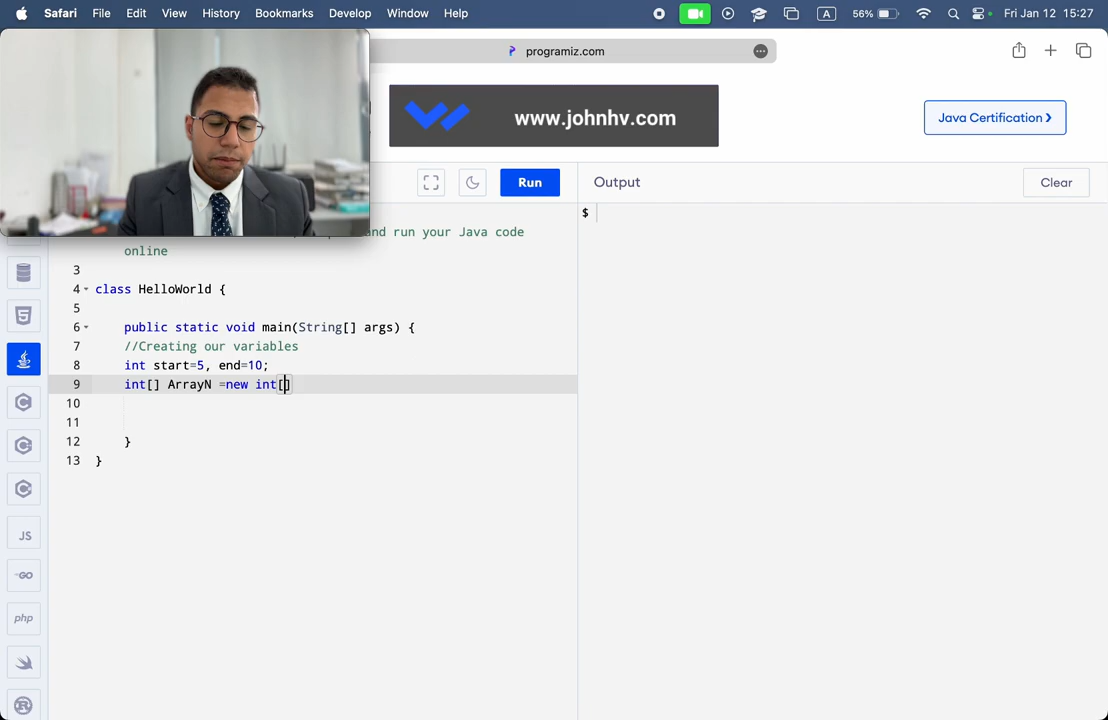 Safari File Edit View History Bookmarks Develop Window Help A 56% Fri Jan 12 15:27
programiz.com
www.johnhv.com
Java Certification ›
Run
Output
Clear
and run your Java code
online
$
3
4 class HelloWorld {
5
6 public static void main(String[] args) {
7 //Creating our variables
8 int start=5, end=10;
9 int[] ArrayN =new int[]
10
11
12 }
13 }
JS
GO
php